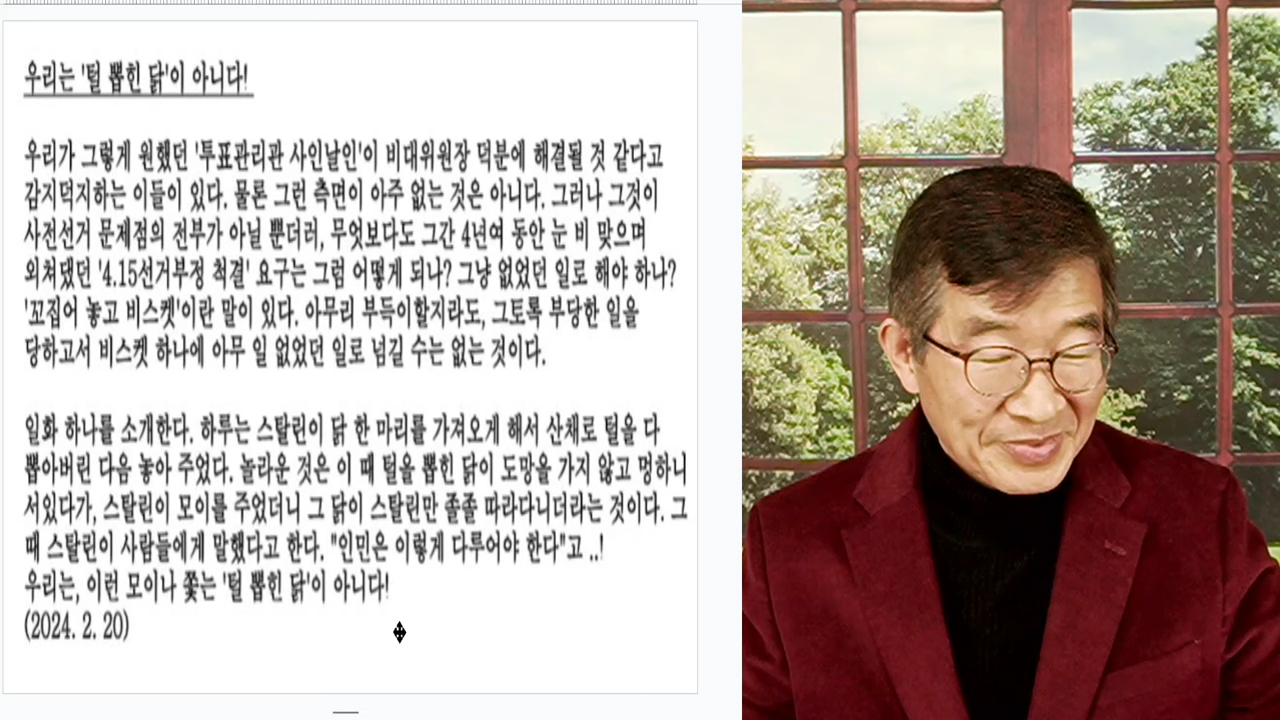 우리는 '털 뽑힌 닭'이 아니다!
우리가 그렇게 원했던 '투표관리관 사인날인'이 비대위원장 덕분에 해결될 것 같다고
감지덕지하는 이들이 있다. 물론 그런 측면이 아주 없는 것은 아니다. 그러나 그것이
사전선거 문제점의 전부가 아닐 뿐더러, 무엇보다도 그간 4년여 동안 눈 비 맞으며
외쳐댔던 '4.15선거부정 척결' 요구는 그럼 어떻게 되나? 그냥 없었던 일로 해야 하나?
'꼬집어 놓고 비스켓'이란 말이 있다. 아무리 부득이할지라도, 그토록 부당한 일을
당하고서 비스켓 하나에 아무 일 없었던 일로 넘길 수는 없는 것이다.
일화 하나를 소개한다. 하루는 스탈린이 닭 한 마리를 가져오게 해서 산채로 털을 다
뽑아버린 다음 놓아 주었다. 놀라운 것은 이 때 털을 뽑힌 닭이 도망을 가지 않고 멍하니
서있다가, 스탈린이 모이를 주었더니 그 닭이 스탈린만 졸졸 따라다니더라는 것이다. 그
때 스탈린이 사람들에게 말했다고 한다. "인민은 이렇게 다루어야 한다"고 ..!
우리는, 이런 모이나 쫓는 '털 뽑힌 닭'이 아니다!
(2024. 2. 20)